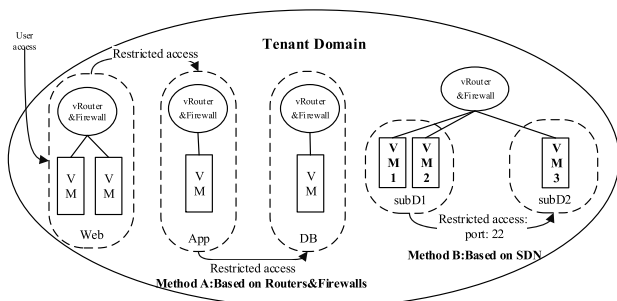 User
access
Restricted access
Tenant Domain
vRouter
&Firewall
V
M
V
M
Web
vRouter
&Firewall
V
M
App
vRouter
&Firewall
V
M
DB
Restricted access
Method A:Based on Routers&Firewalls
vRouter
&Firewall
V
M
1
V
M
2
subD1
V
M
3
subD2
Restricted access:
port: 22
Method B:Based on SDN